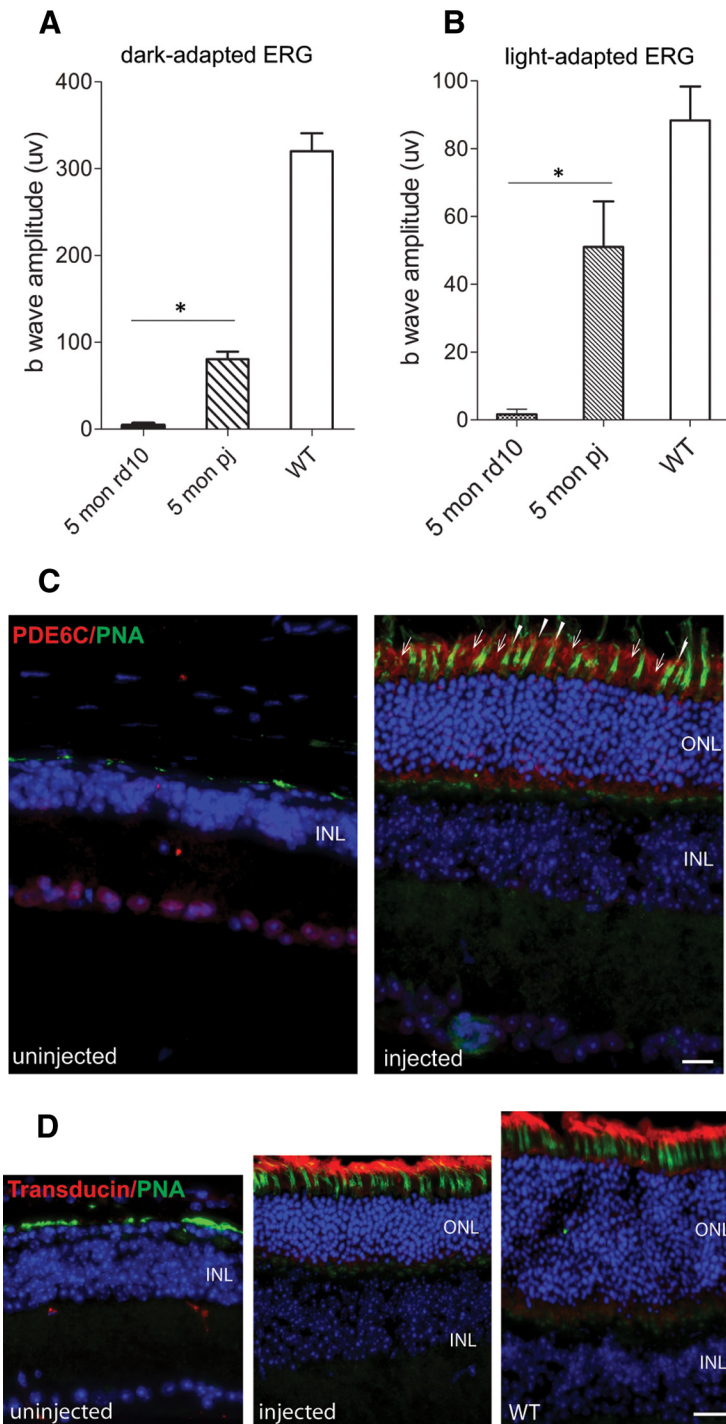 A
dark-adapted ERG
b wave amplitude (uv)
400
300
200
100
0
*
5 mon rd10
5 mon pj
WT
B
light-adapted ERG
b wave amplitude (uv)
100
80
60
40
20
0
*
5 mon rd10
5 mon pj
WT
C
PDE6C/PNA
INL
uninjected
ONL
INL
injected
D
Transducin/PNA
INL
uninjected
ONL
INL
injected
ONL
INL
WT